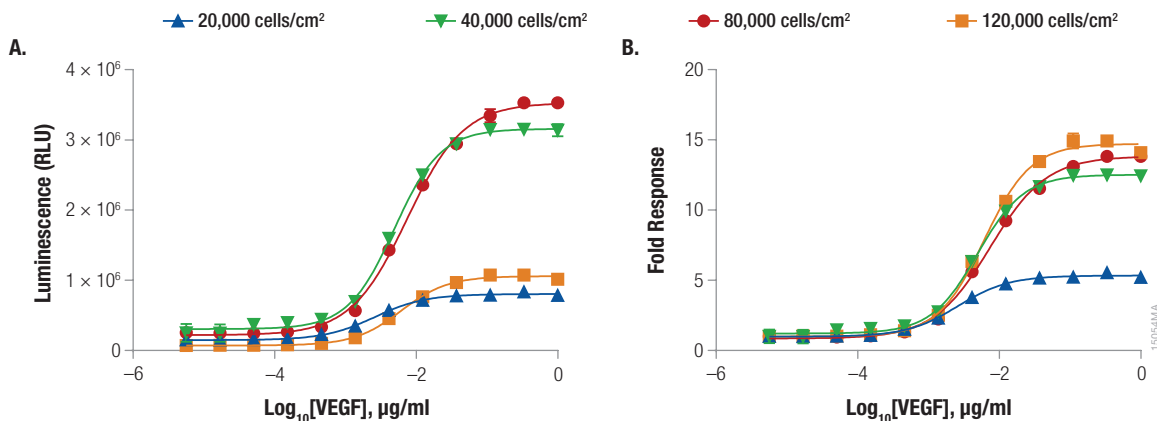 20,000 cells/cm²
40,000 cells/cm²
80,000 cells/cm²
120,000 cells/cm²
A.
4 × 10⁶
3 × 10⁶
2 × 10⁶
1 × 10⁶
0
Luminescence (RLU)
−6
−4
−2
0
Log₁₀[VEGF], µg/ml
B.
20
15
10
5
0
Fold Response
−6
−4
−2
0
Log₁₀[VEGF], µg/ml
15054MA